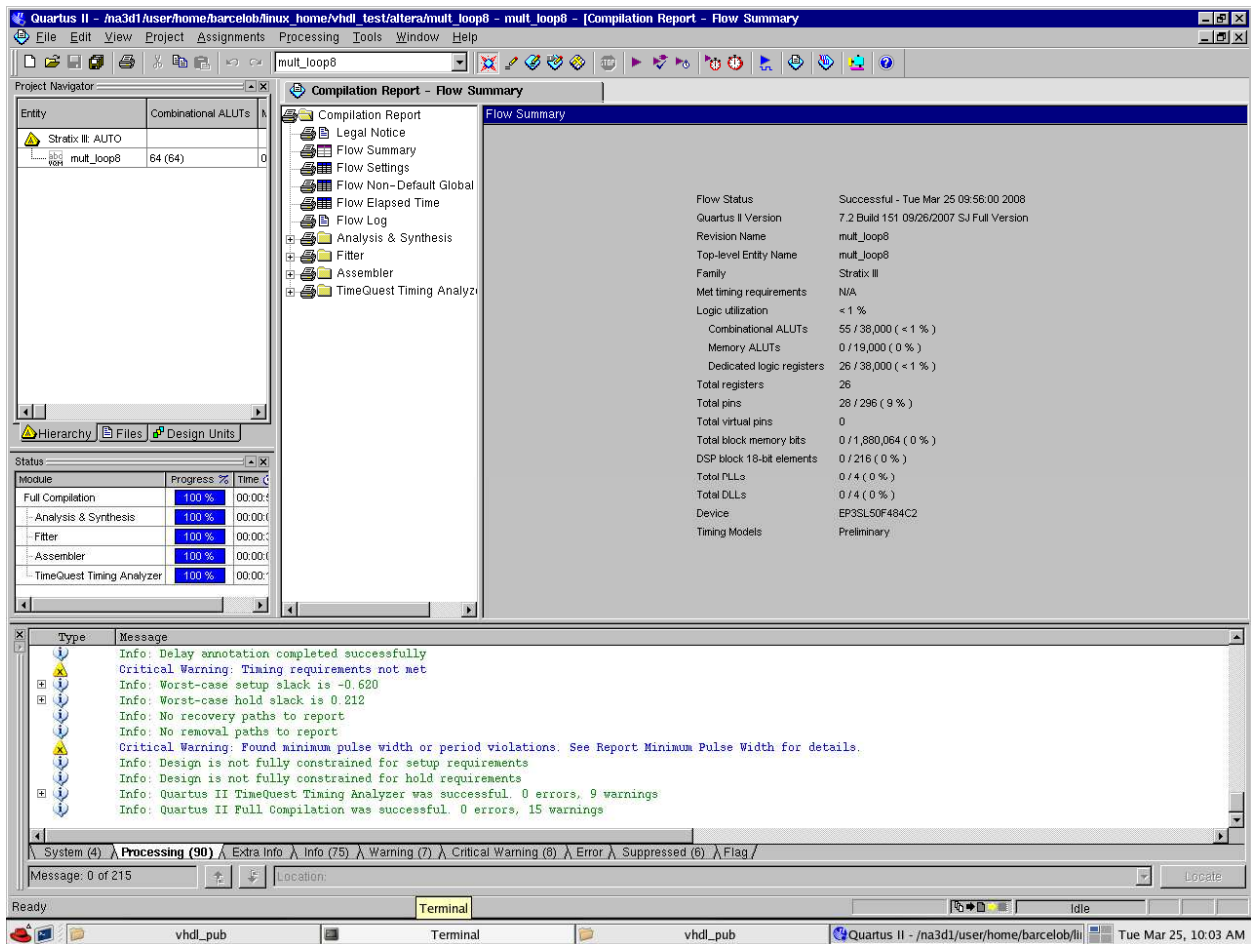 Quartus II - /na3d1/user/home/barcelob/linux_home/vhdl_test/altera/mult_loop8 - mult_loop8 - [Compilation Report - Flow Summary
File Edit View Project Assignments Processing Tools Window Help
mult_loop8
Project Navigator
Entity Combinational ALUTs
Stratix III: AUTO
abd VQM mult_loop8 64 (64) 0
Hierarchy Files Design Units
Status
Module Progress % Time
Full Compilation 100 % 00:00:
Analysis & Synthesis 100 % 00:00:
Fitter 100 % 00:00:
Assembler 100 % 00:00:
TimeQuest Timing Analyzer 100 % 00:00:
Compilation Report - Flow Summary
Compilation Report
Legal Notice
Flow Summary
Flow Settings
Flow Non-Default Global
Flow Elapsed Time
Flow Log
Analysis & Synthesis
Fitter
Assembler
TimeQuest Timing Analyz
Flow Summary
Flow Status Successful - Tue Mar 25 09:56:00 2008
Quartus II Version 7.2 Build 151 09/26/2007 SJ Full Version
Revision Name mult_loop8
Top-level Entity Name mult_loop8
Family Stratix III
Met timing requirements N/A
Logic utilization < 1 %
Combinational ALUTs 55 / 38,000 ( < 1 % )
Memory ALUTs 0 / 19,000 ( 0 % )
Dedicated logic registers 26 / 38,000 ( < 1 % )
Total registers 26
Total pins 28 / 296 ( 9 % )
Total virtual pins 0
Total block memory bits 0 / 1,880,064 ( 0 % )
DSP block 18-bit elements 0 / 216 ( 0 % )
Total PLLs 0 / 4 ( 0 % )
Total DLLs 0 / 4 ( 0 % )
Device EP3SL50F484C2
Timing Models Preliminary
Type Message
Info: Delay annotation completed successfully
Critical Warning: Timing requirements not met
Info: Worst-case setup slack is -0.620
Info: Worst-case hold slack is 0.212
Info: No recovery paths to report
Info: No removal paths to report
Critical Warning: Found minimum pulse width or period violations. See Report Minimum Pulse Width for details.
Info: Design is not fully constrained for setup requirements
Info: Design is not fully constrained for hold requirements
Info: Quartus II TimeQuest Timing Analyzer was successful. 0 errors, 9 warnings
Info: Quartus II Full Compilation was successful. 0 errors, 15 warnings
System (4) Processing (90) Extra Info Info (75) Warning (7) Critical Warning (8) Error Suppressed (6) Flag
Message: 0 of 215 Location: Locate
Ready Terminal Idle
vhdl_pub Terminal vhdl_pub Quartus II - /na3d1/user/home/barcelob/li Tue Mar 25, 10:03 AM